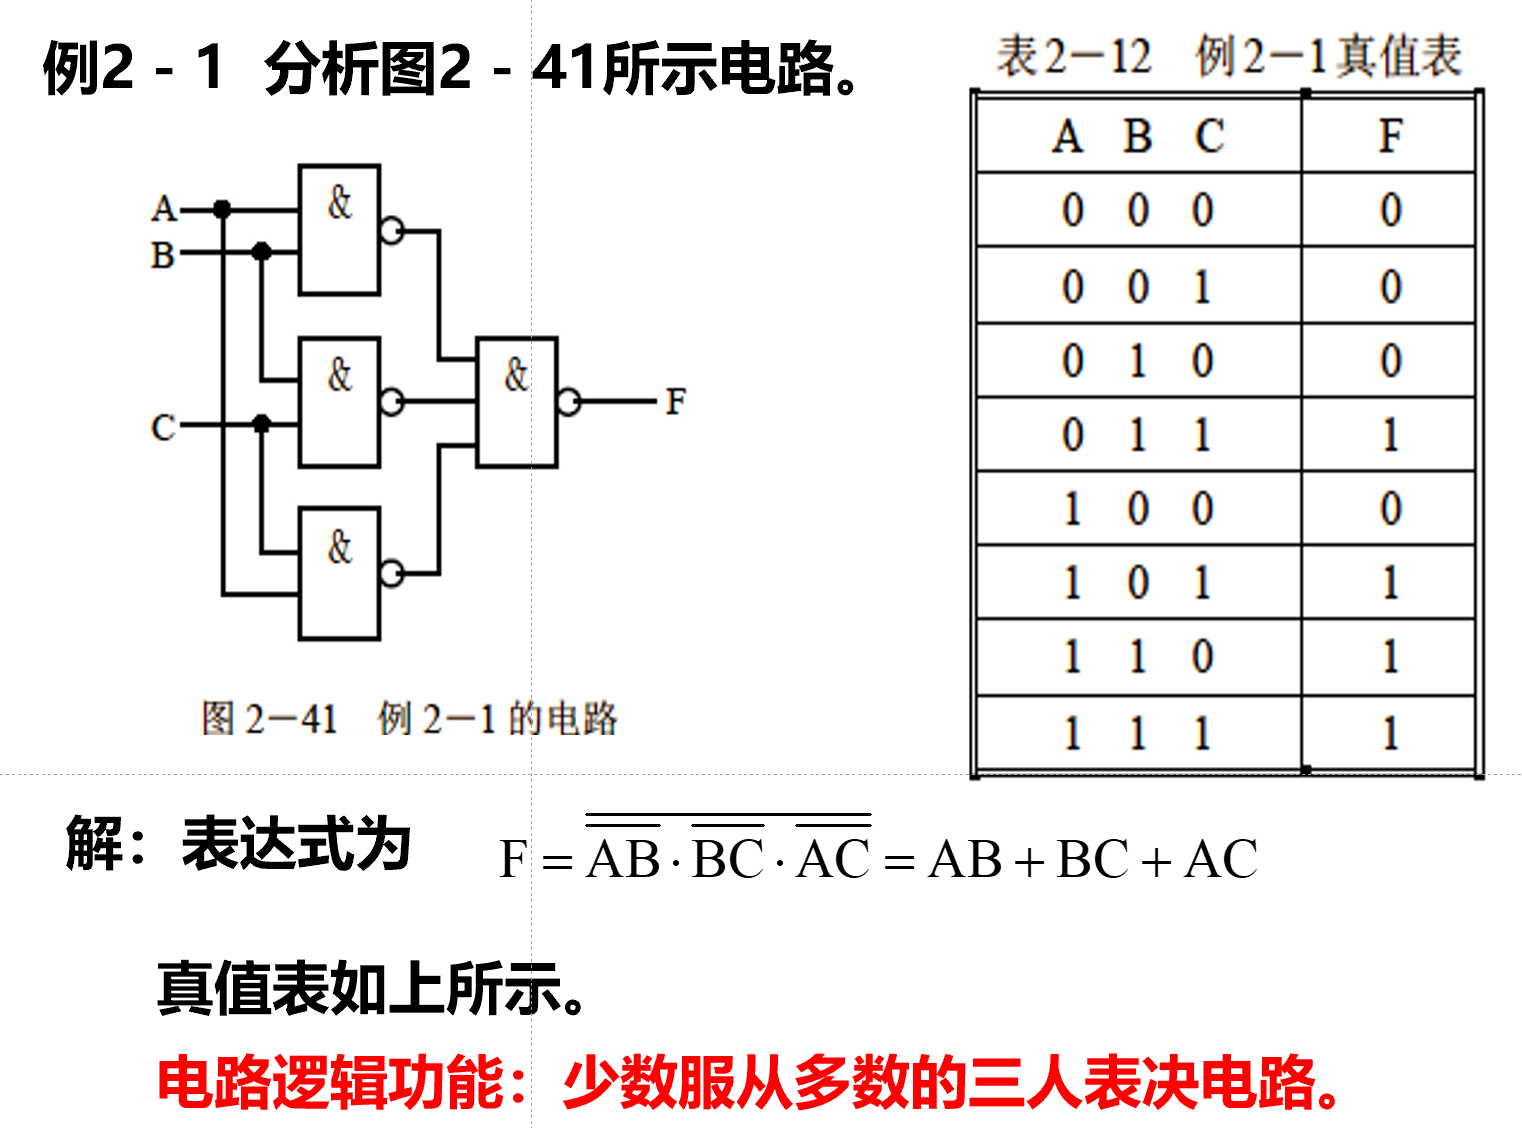 例2－1 分析图2－41所示电路。
A
B
C
&
&
&
&
F
图 2－41 例 2－1 的电路
表 2－12 例 2－1 真值表
A B C F
0 0 0 0
0 0 1 0
0 1 0 0
0 1 1 1
1 0 0 0
1 0 1 1
1 1 0 1
1 1 1 1
解：表达式为 F = \overline{\overline{AB}·\overline{BC}·\overline{AC}} = AB + BC + AC
真值表如上所示。
电路逻辑功能：少数服从多数的三人表决电路。